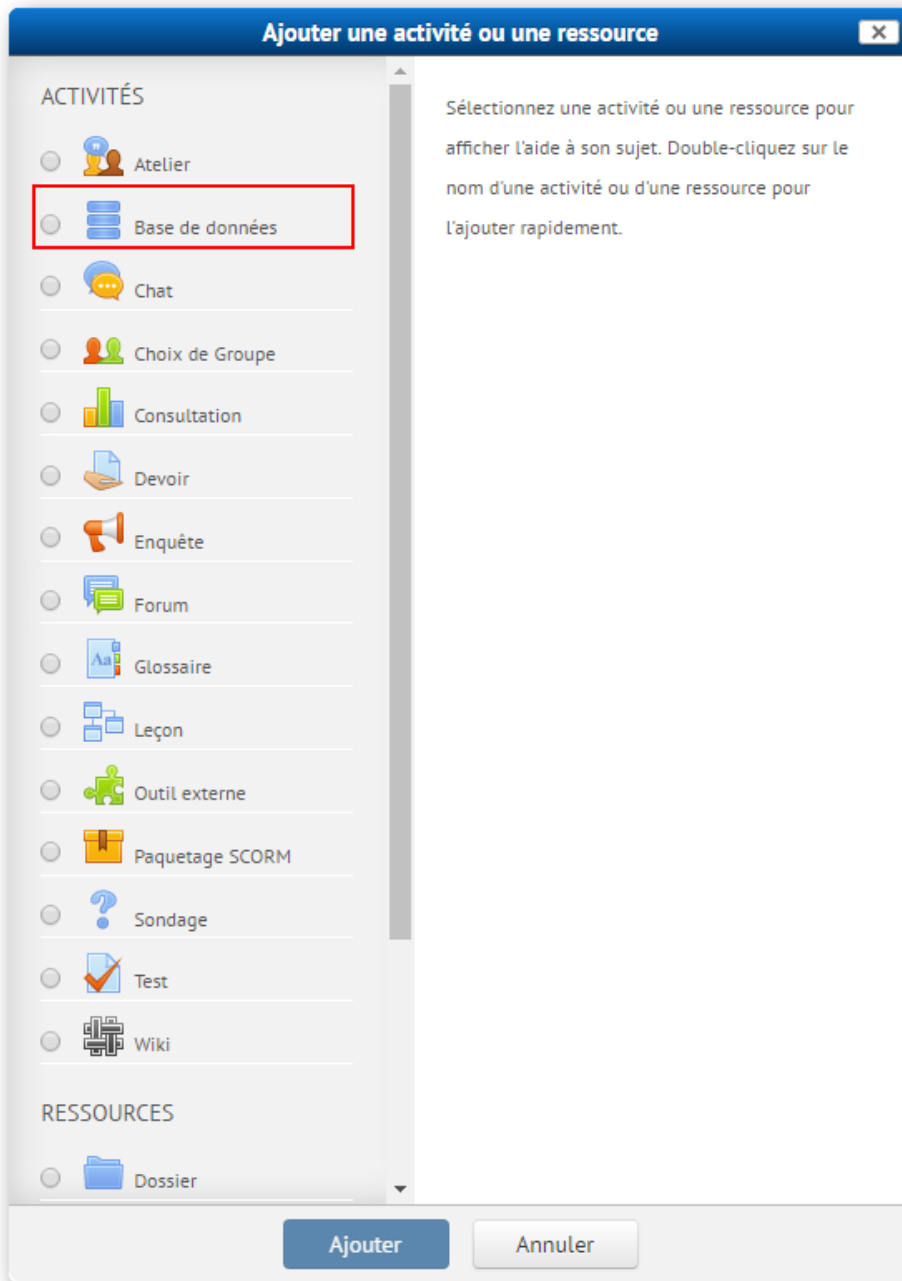 Ajouter une activité ou une ressource
ACTIVITÉS
Atelier
Base de données
Chat
Choix de Groupe
Consultation
Devoir
Enquête
Forum
Aa
Glossaire
Leçon
Outil externe
Paquetage SCORM
Sondage
Test
Wiki
RESSOURCES
Dossier
Sélectionnez une activité ou une ressource pour
afficher l'aide à son sujet. Double-cliquez sur le
nom d'une activité ou d'une ressource pour
l'ajouter rapidement.
Ajouter
Annuler